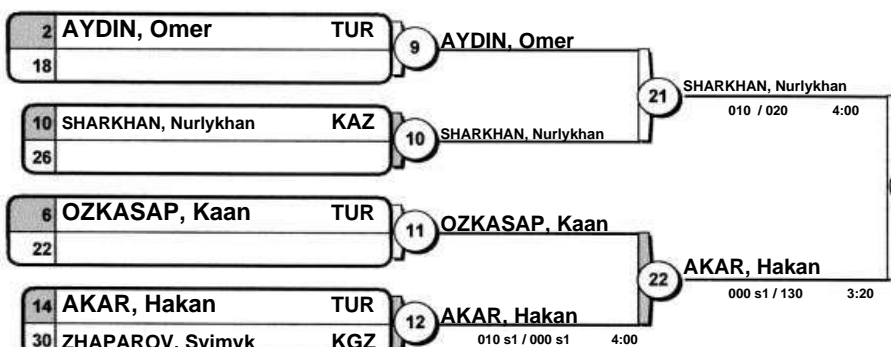 2 AYDIN, Omer TUR
18
9 AYDIN, Omer
10 SHARKHAN, Nurlykhan KAZ
26
10 SHARKHAN, Nurlykhan
21 SHARKHAN, Nurlykhan
010 / 020 4:00
6 OZKASAP, Kaan TUR
22
11 OZKASAP, Kaan
14 AKAR, Hakan TUR
30 ZHAPAROV, Syimyk KGZ
12 AKAR, Hakan
010 s1 / 000 s1 4:00
22 AKAR, Hakan
000 s1 / 130 3:20